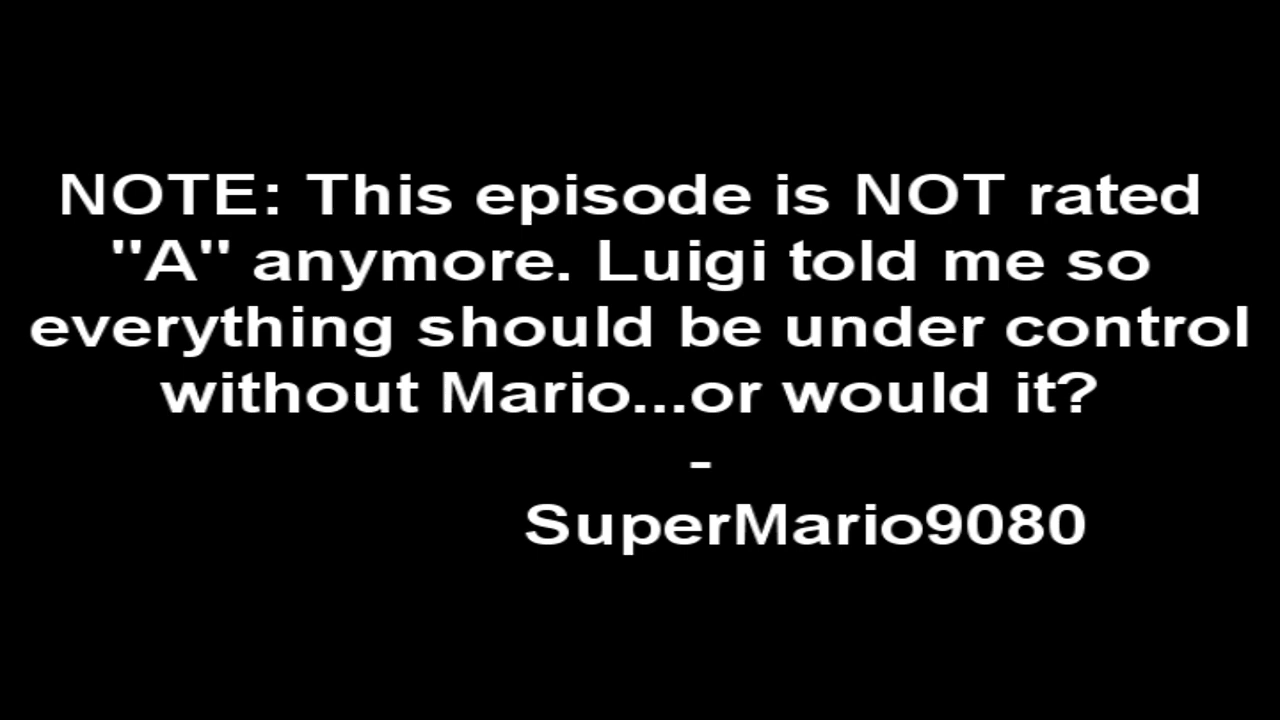 NOTE: This episode is NOT rated
"A" anymore. Luigi told me so
everything should be under control
without Mario...or would it?
-
SuperMario9080